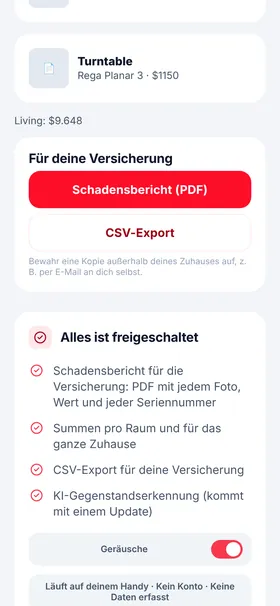 Turntable
Rega Planar 3 · $1150
Living: $9.648
Für deine Versicherung
Schadensbericht (PDF)
CSV-Export
Bewahr eine Kopie außerhalb deines Zuhauses auf, z.
B. per E-Mail an dich selbst.
Alles ist freigeschaltet
Schadensbericht für die
Versicherung: PDF mit jedem Foto,
Wert und jeder Seriennummer
Summen pro Raum und für das
ganze Zuhause
CSV-Export für deine Versicherung
KI-Gegenstandserkennung (kommt
mit einem Update)
Geräusche
Läuft auf deinem Handy · Kein Konto · Keine
Daten erfasst